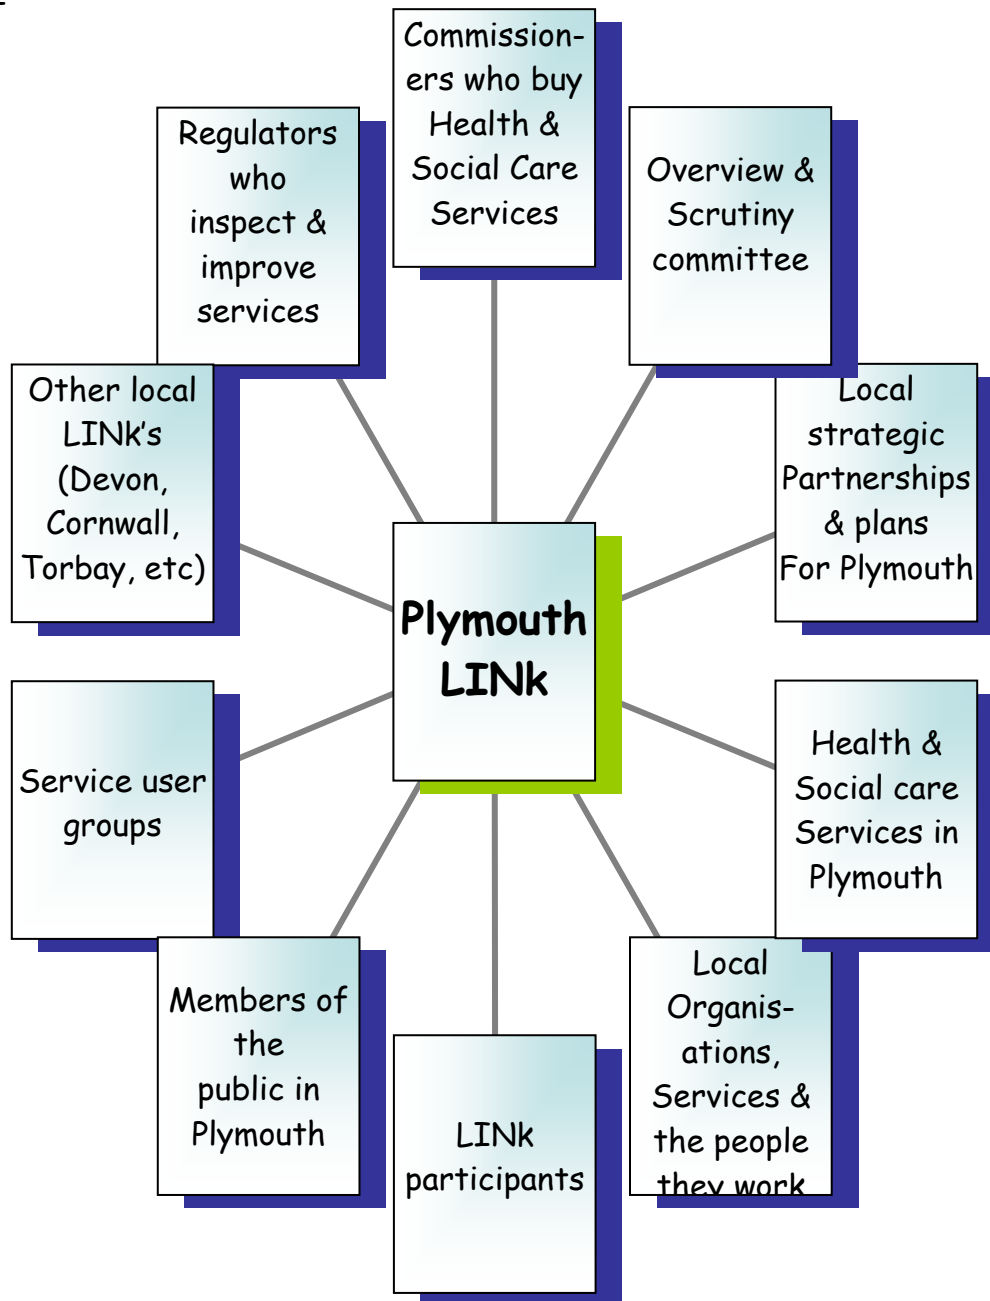 Commission-
ers who buy
Health &
Social Care
Services
Overview &
Scrutiny
committee
Local
strategic
Partnerships
& plans
For Plymouth
Health &
Social care
Services in
Plymouth
Local
Organis-
ations,
Services &
the people
they work
LINk
participants
Members of
the
public in
Plymouth
Service user
groups
Other local
LINk's
(Devon,
Cornwall,
Torbay, etc)
Regulators
who
inspect &
improve
services
Plymouth
LINk